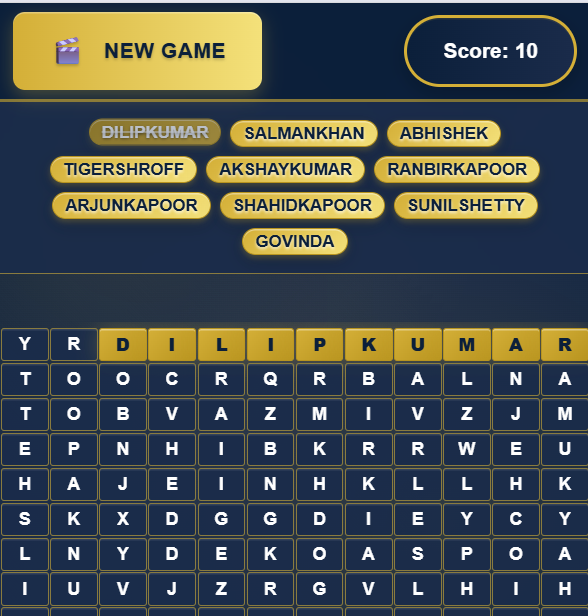 NEW GAME Score: 10
DILIPKUMAR SALMANKHAN ABHISHEK
TIGERSHROFF AKSHAYKUMAR RANBIRKAPOOR
ARJUNKAPOOR SHAHIDKAPOOR SUNILSHETTY
GOVINDA
Y R D I L I P K U M A R
T O O C R Q R B A L N A
T O B V A Z M I V Z J M
E P N H I B K R R W E U
H A J E I N H K L L H K
S K X D G G D I E Y C Y
L N Y D E K O A S P O A
I U V J Z R G V L H I H